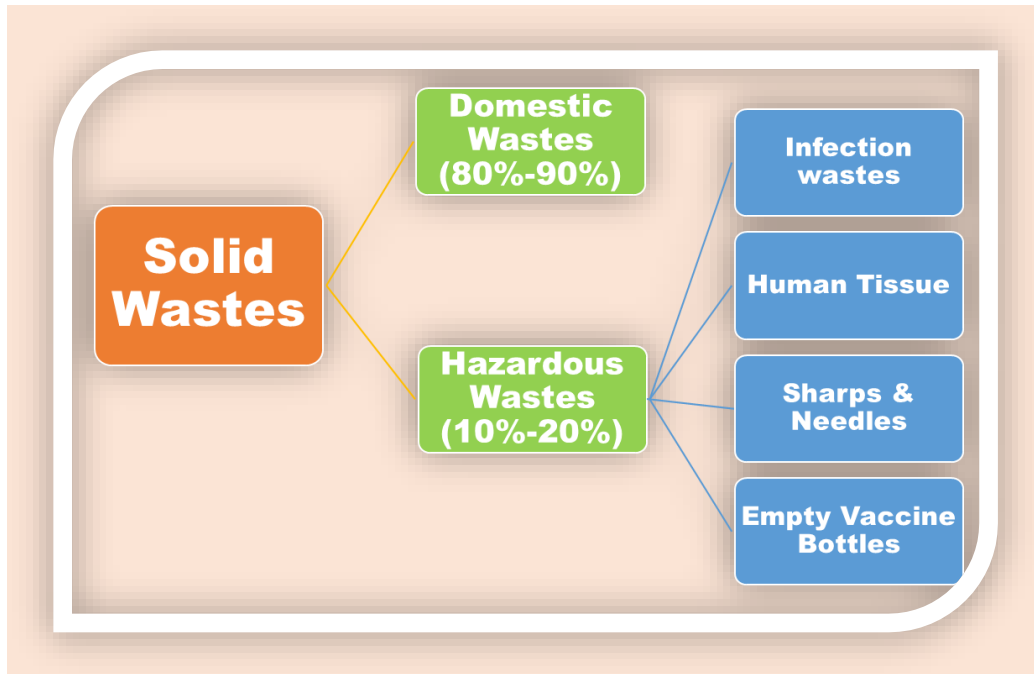 Solid
Wastes
Domestic
Wastes
(80%-90%)
Hazardous
Wastes
(10%-20%)
Infection
wastes
Human Tissue
Sharps &
Needles
Empty Vaccine
Bottles